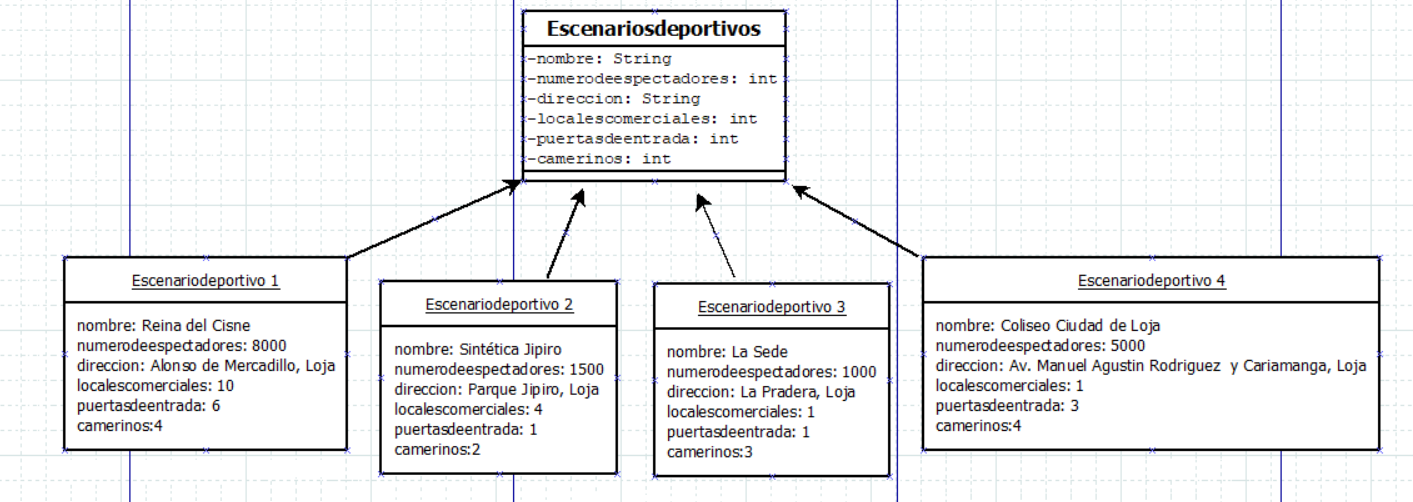 Escenariosdeportivos
-nombre: String
-numerodeespectadores: int
-direccion: String
-localescomerciales: int
-puertasdeentrada: int
-camerinos: int
Escenariodeportivo 1
nombre: Reina del Cisne
numerodeespectadores: 8000
direccion: Alonso de Mercadillo, Loja
localescomerciales: 10
puertasdeentrada: 6
camerinos:4
Escenariodeportivo 2
nombre: Sintética Jipiro
numerodeespectadores: 1500
direccion: Parque Jipiro, Loja
localescomerciales: 4
puertasdeentrada: 1
camerinos:2
Escenariodeportivo 3
nombre: La Sede
numerodeespectadores: 1000
direccion: La Pradera, Loja
localescomerciales: 1
puertasdeentrada: 1
camerinos:3
Escenariodeportivo 4
nombre: Coliseo Ciudad de Loja
numerodeespectadores: 5000
direccion: Av. Manuel Agustin Rodriguez y Cariamanga, Loja
localescomerciales: 1
puertasdeentrada: 3
camerinos:4